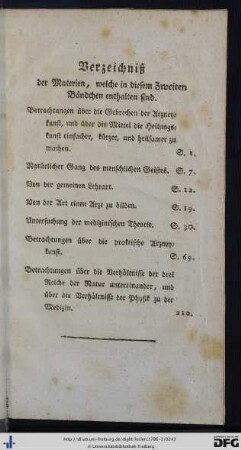 Verzeichniß
der Materien, welche in diesem Zweiten
Bändchen enthalten sind.
Betrachtungen über die Gebrechen der Arzney-
kunst, und über die Mittel die Heilungs-
kunst einfacher, kürzer, und heilsamer zu
machen. S. 1.
Natürlicher Gang des menschlichen Geistes. S. 7.
Von der gemeinen Lehrart. S. 12.
Von der Art einen Arzt zu bilden. S. 19.
Untersuchung der medizinischen Theorie. S. 30.
Betrachtungen über die praktische Arzney-
kunst. S. 69.
Betrachtungen über die Verhältnisse der drei
Reiche der Natur untereinander, und
über die Verhältnisse der Physik zu der
Medizin. 110.
© Universitätsbibliothek Freiburg